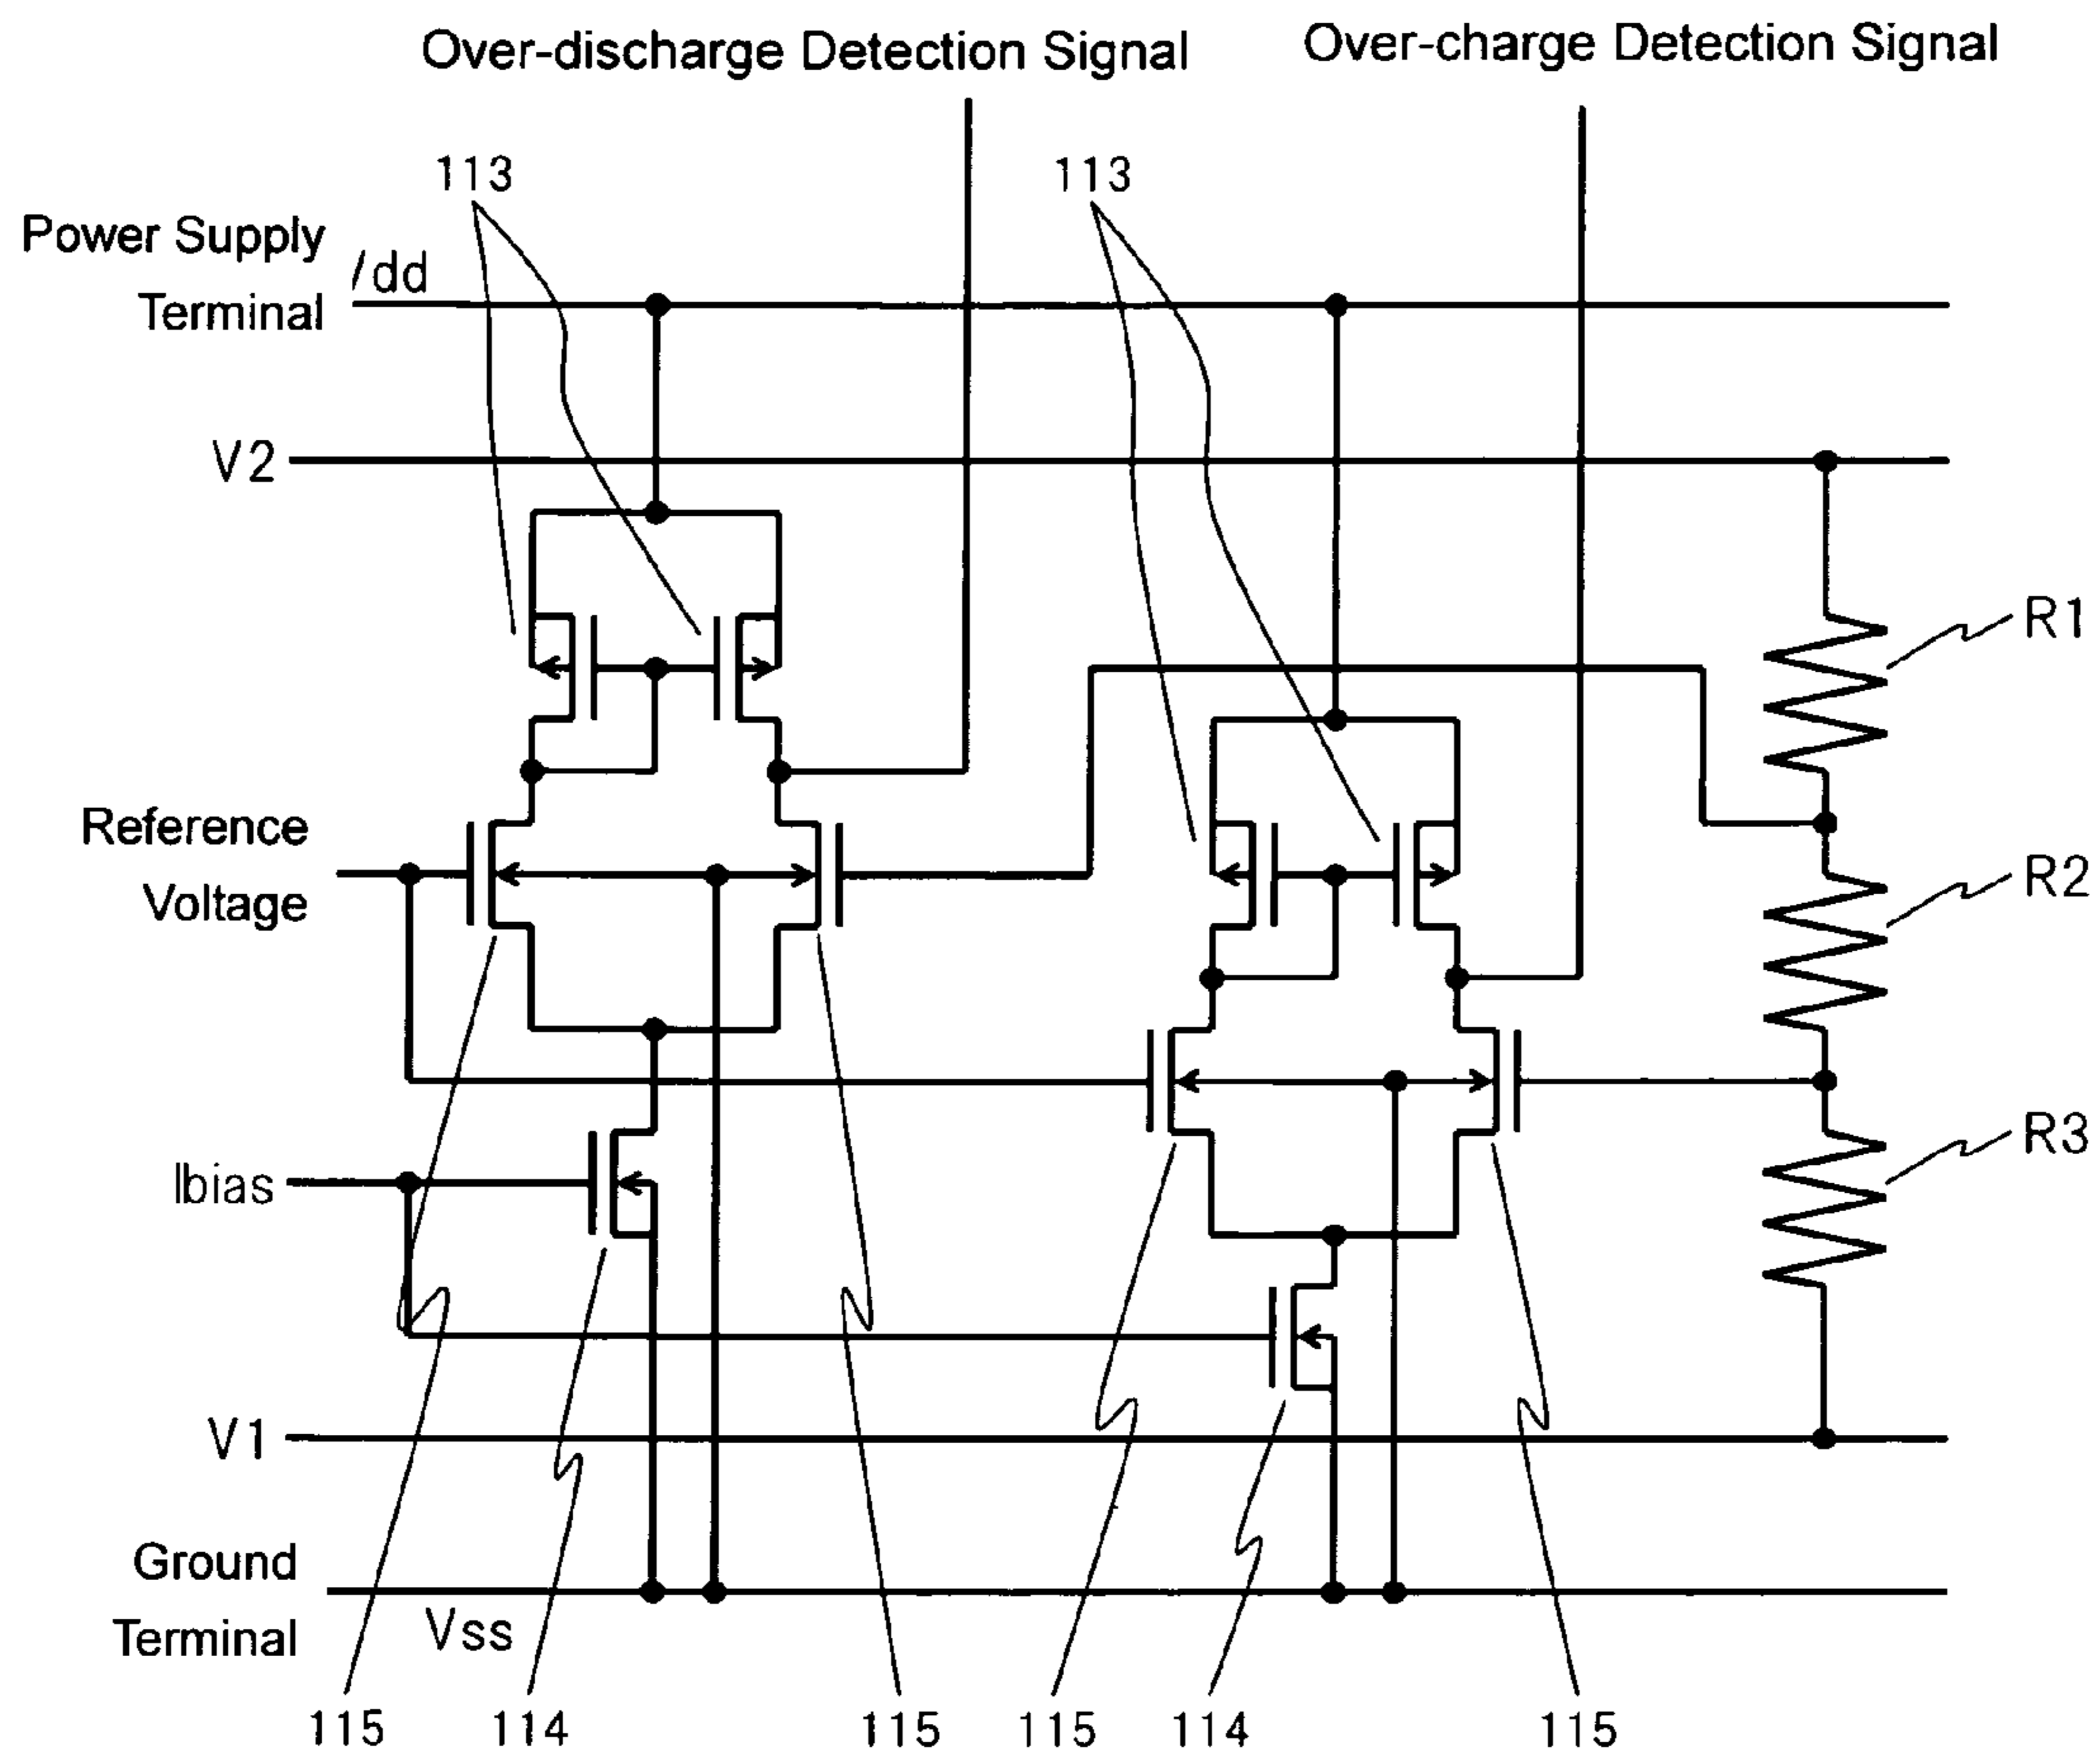 Over-discharge Detection Signal
Over-charge Detection Signal
113
113
Power Supply
Terminal
/dd
V2
R1
Reference
Voltage
R2
Ibias
R3
V1
Ground
Terminal
Vss
115
114
115
115
114
115